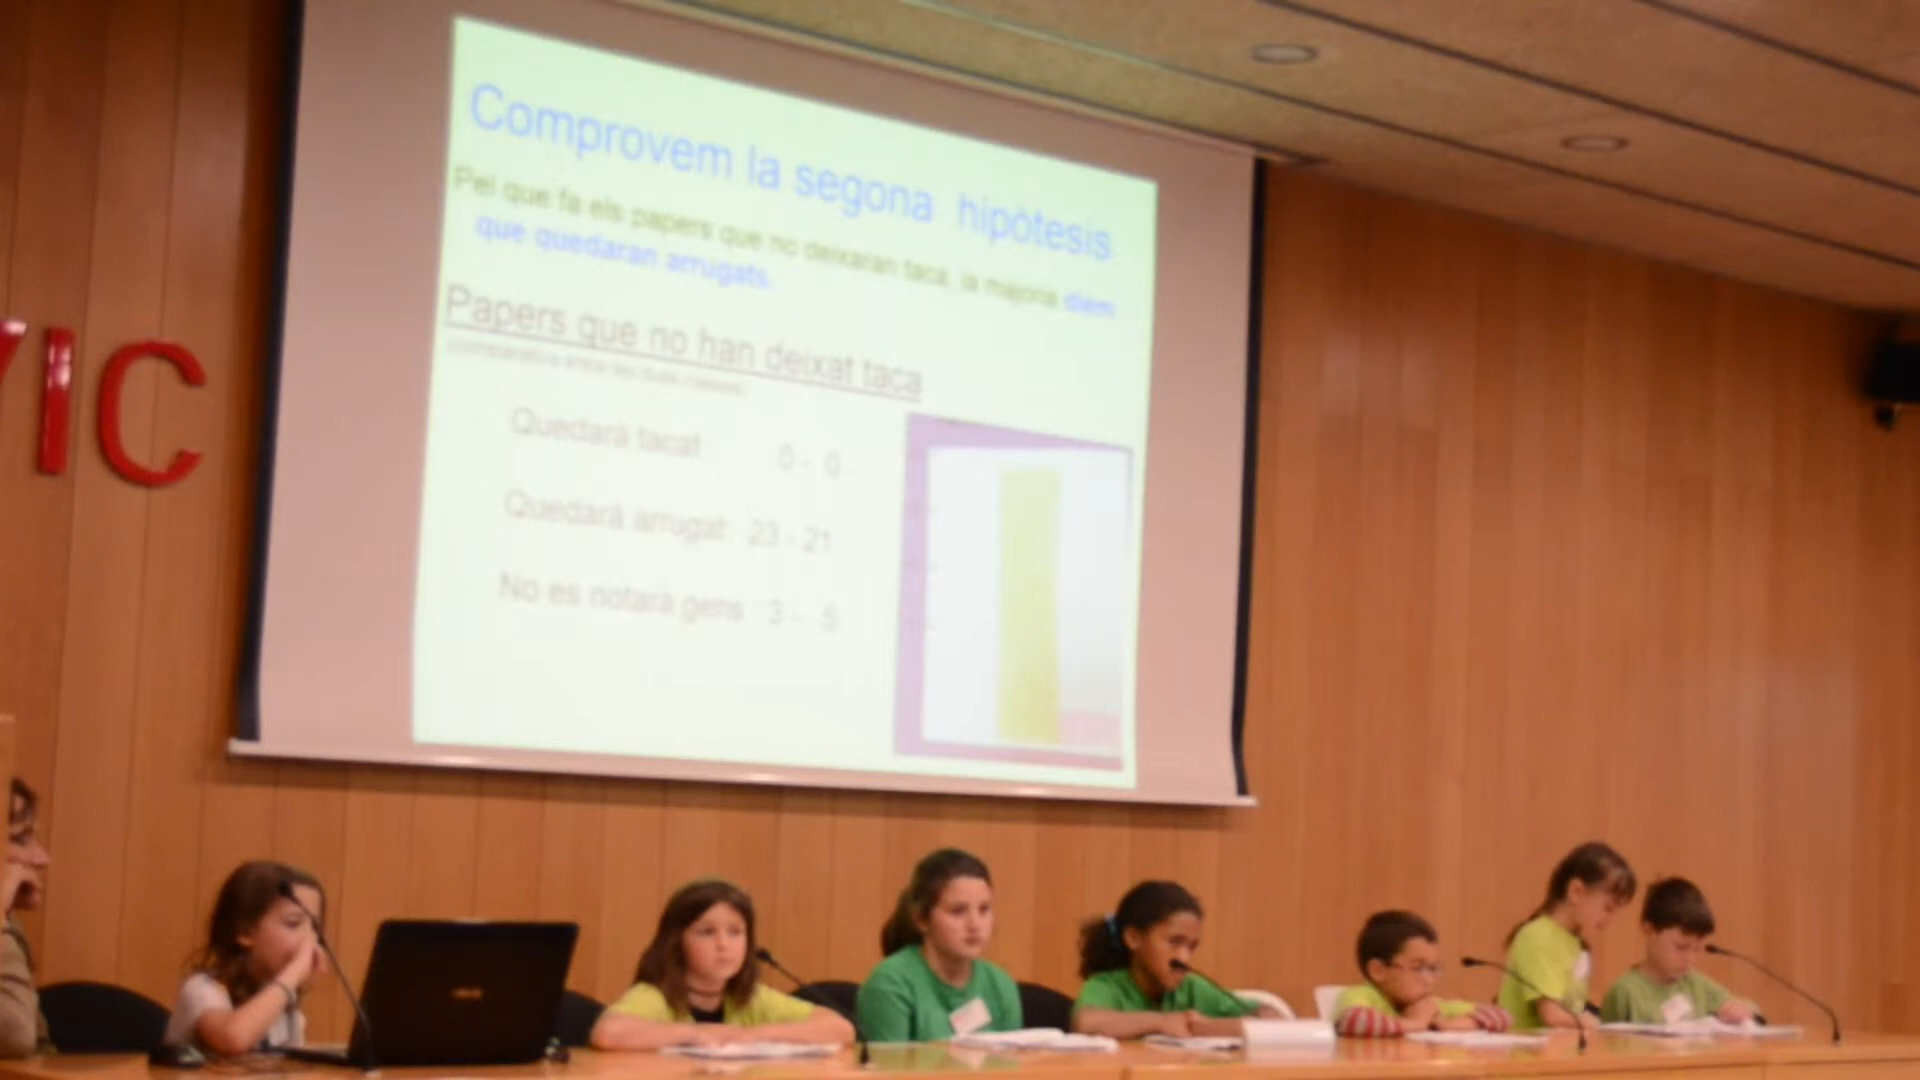 VIC
Comprovem la segona hipòtesis
Pel que fa els papers que no deixaran taca, la majoria diem
que quedaran arrugats.
Papers que no han deixat taca
Quedarà tacat 0 - 0
Quedarà arrugat: 23 - 21
No es notarà gens 3 - 5